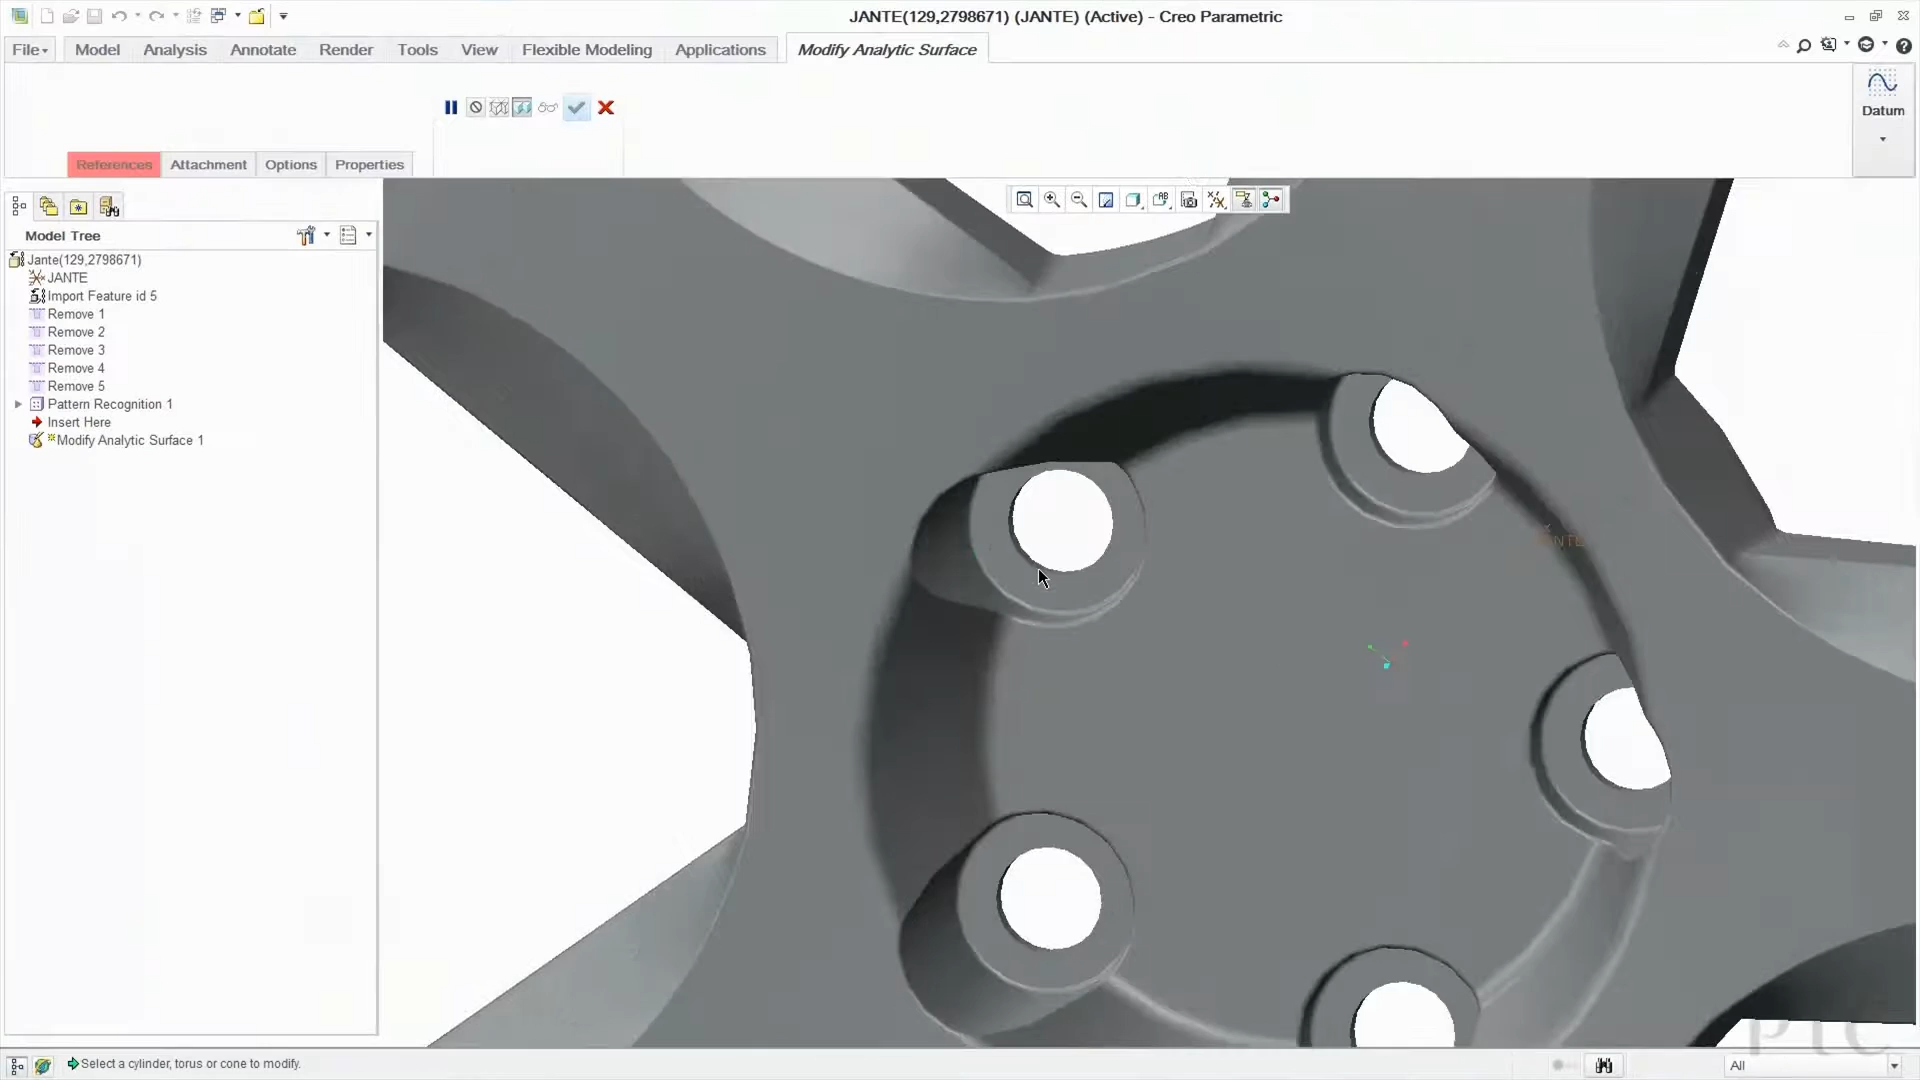 JANTE(129,2798671) (JANTE) (Active) - Creo Parametric
File
Model
Analysis
Annotate
Render
Tools
View
Flexible Modeling
Applications
Modify Analytic Surface
Datum
References
Attachment
Options
Properties
Model Tree
Jante(129,2798671)
JANTE
Import Feature id 5
Remove 1
Remove 2
Remove 3
Remove 4
Remove 5
Pattern Recognition 1
Insert Here
Modify Analytic Surface 1
JANTE
PTC
Select a cylinder, torus or cone to modify.
All